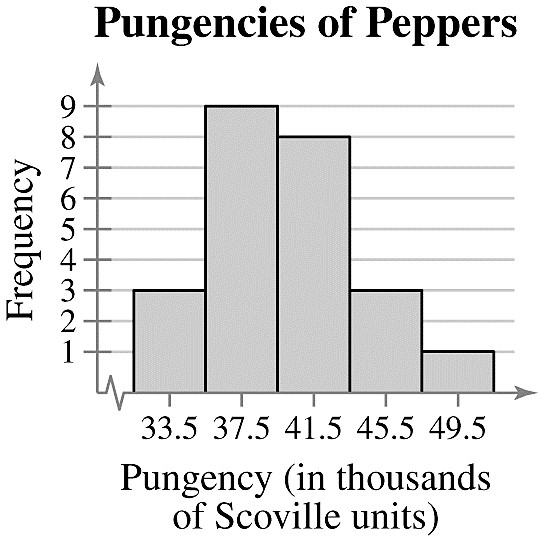 Pungencies of Peppers
Frequency
9
8
7
6
5
4
3
2
1
33.5 37.5 41.5 45.5 49.5
Pungency (in thousands
of Scoville units)